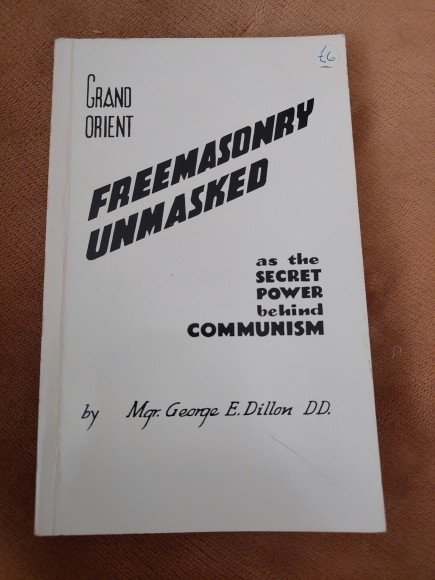 £6
GRAND
ORIENT
FREEMASONRY
UNMASKED
as the
SECRET
POWER
behind
COMMUNISM
by Mgr. George E. Dillon DD.